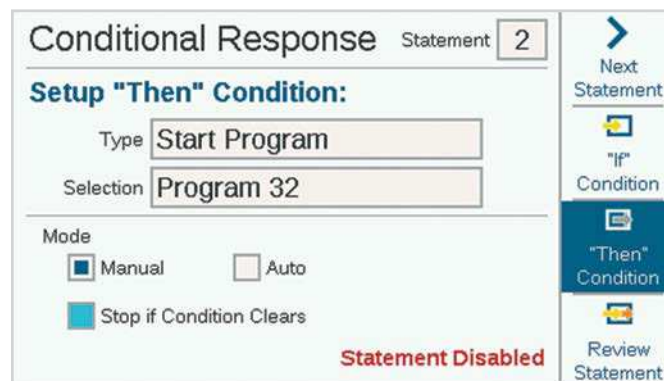 Conditional Response Statement 2
Setup "Then" Condition:
Type Start Program
Selection Program 32
Mode
Manual Auto
Stop if Condition Clears
Statement Disabled
Next
Statement
"If"
Condition
"Then"
Condition
Review
Statement